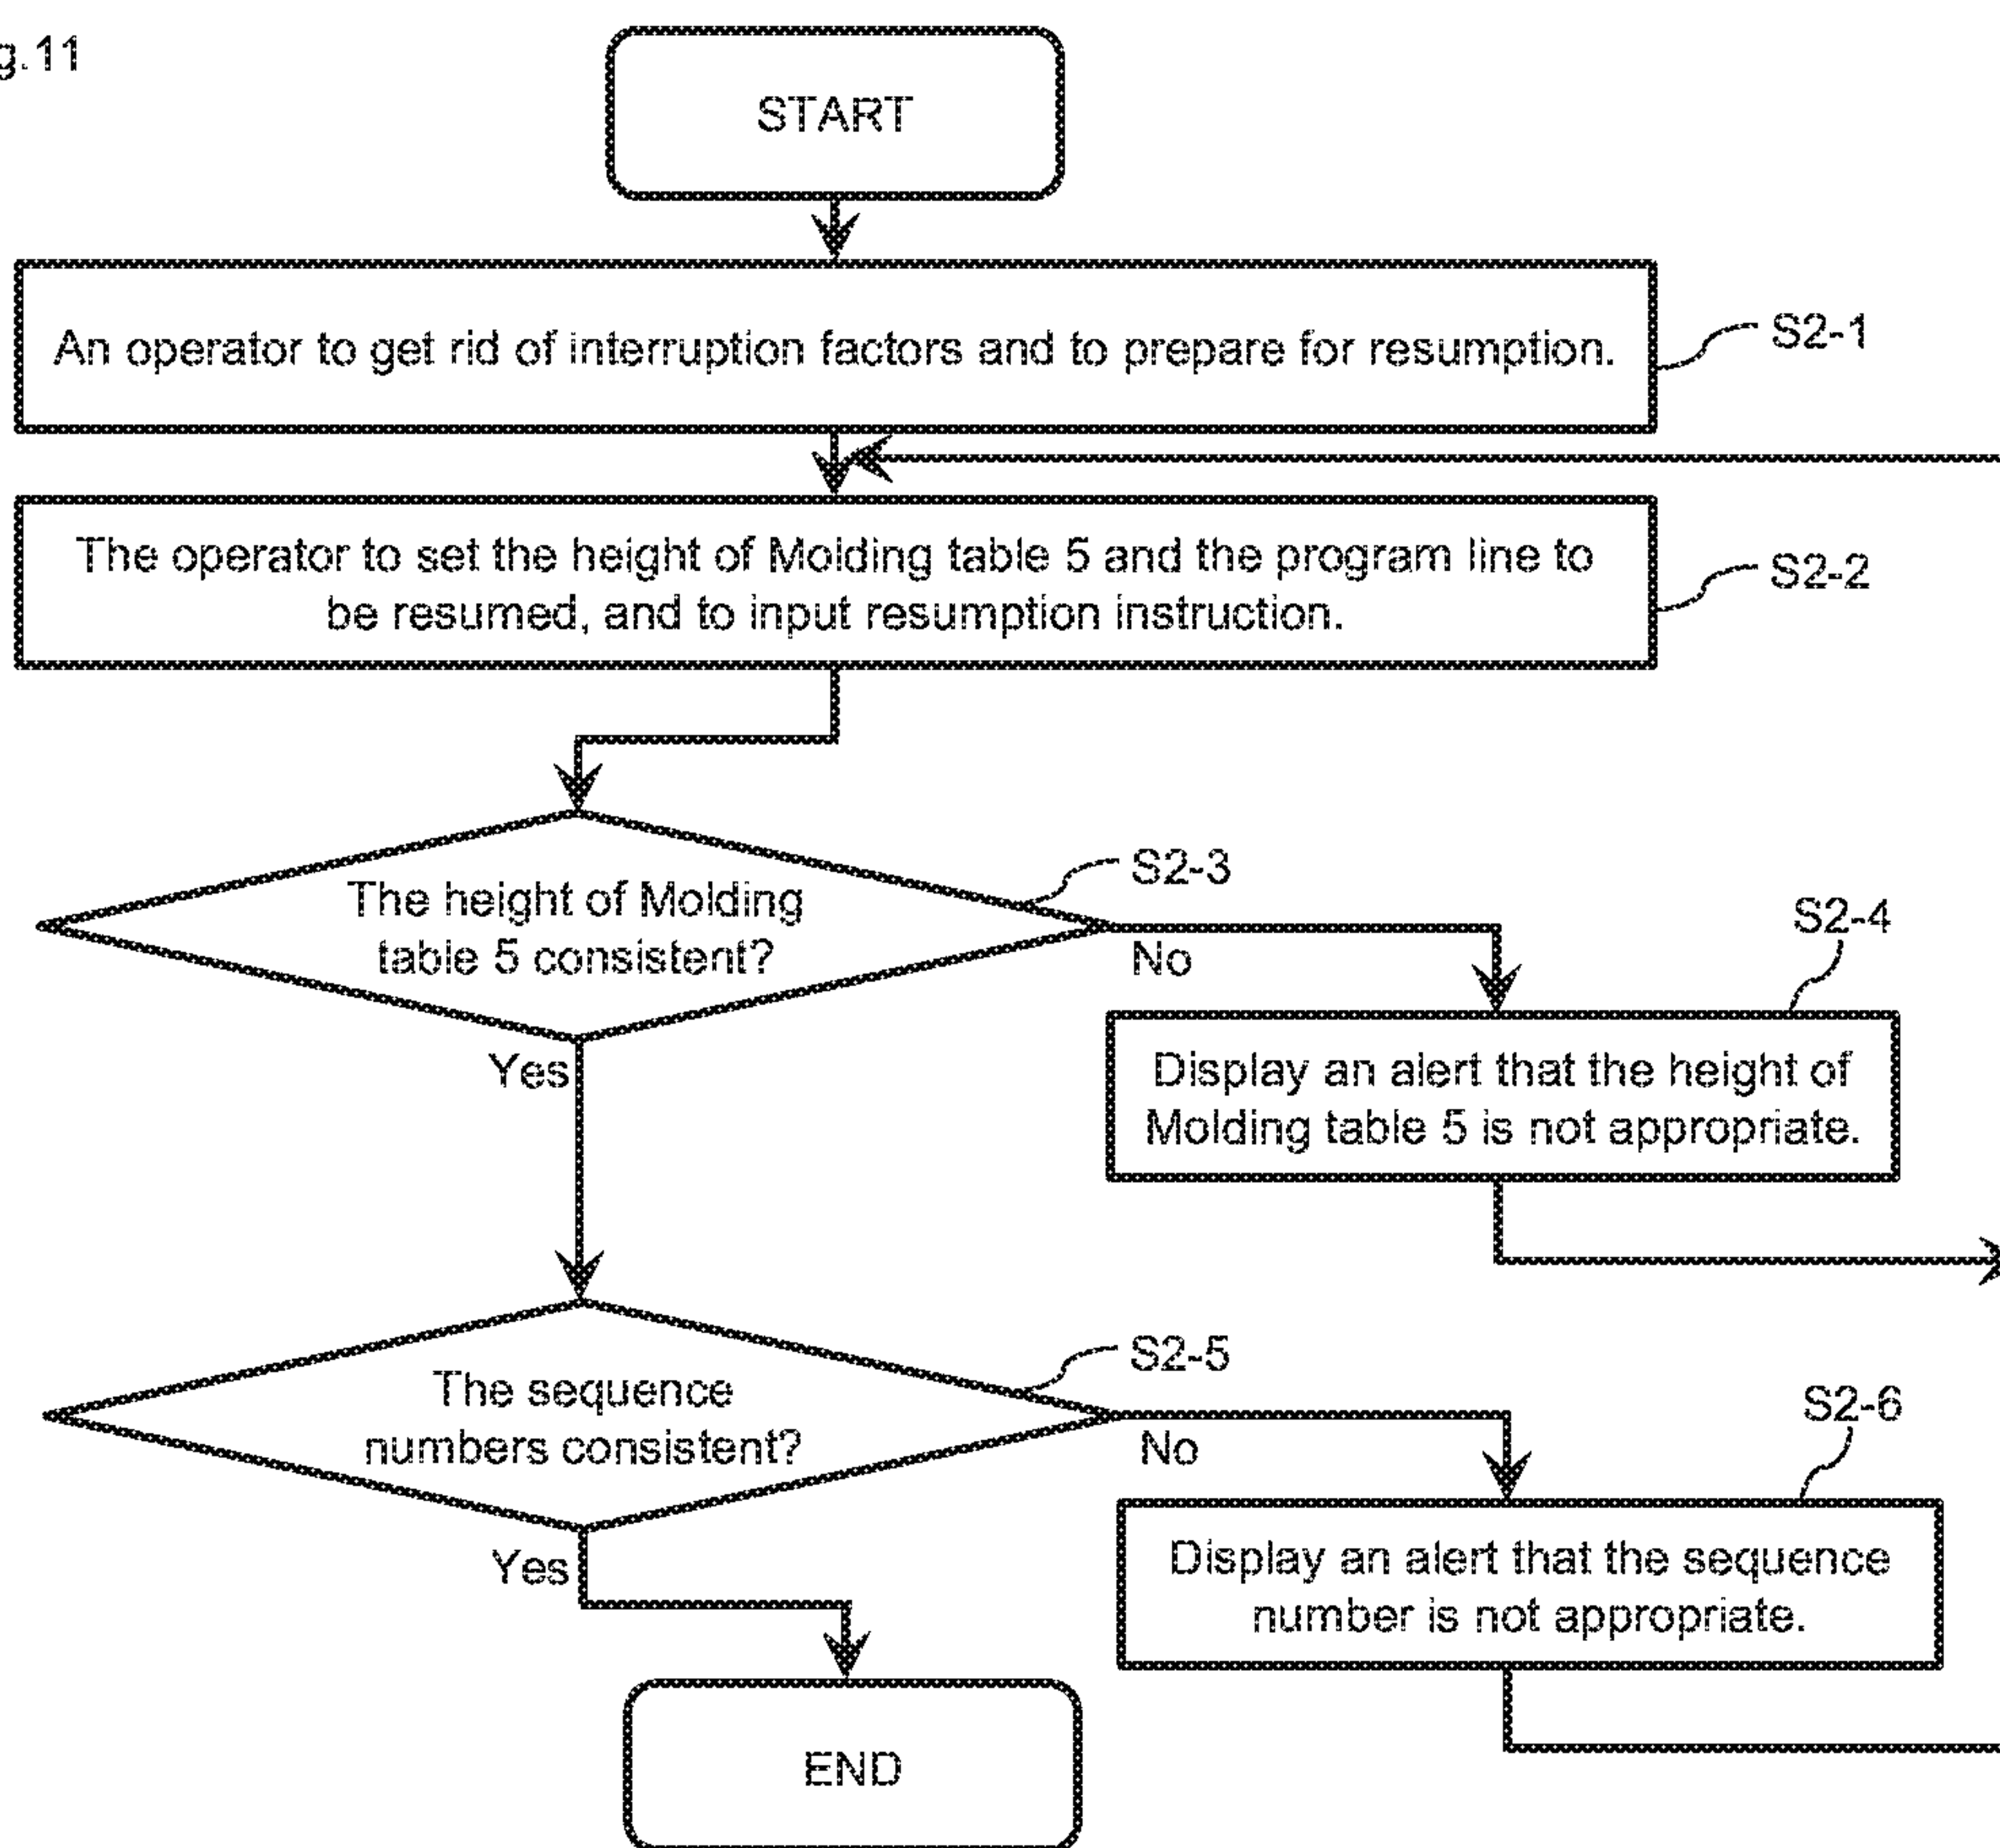 g.11
START
An operator to get rid of interruption factors and to prepare for resumption.
S2-1
The operator to set the height of Molding table 5 and the program line to
be resumed, and to input resumption instruction.
S2-2
The height of Molding
table 5 consistent?
S2-3
No
S2-4
Yes
Display an alert that the height of
Molding table 5 is not appropriate.
The sequence
numbers consistent?
S2-5
No
S2-6
Yes
Display an alert that the sequence
number is not appropriate.
END